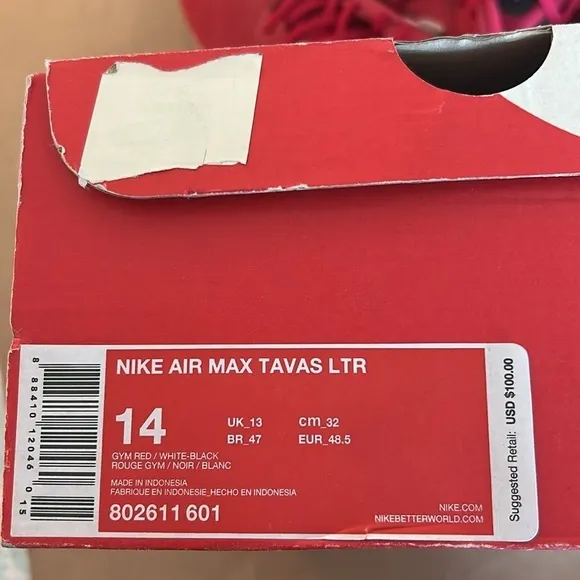 NIKE AIR MAX TAVAS LTR
14
UK_13 cm_32
BR_47 EUR_48.5
GYM RED / WHITE-BLACK
ROUGE GYM / NOIR / BLANC
MADE IN INDONESIA
FABRIQUE EN INDONESIE_HECHO EN INDONESIA
802611 601
NIKE.COM
NIKEBETTERWORLD.COM
8 88410 12046 0 15
Suggested Retail: USD $100.00